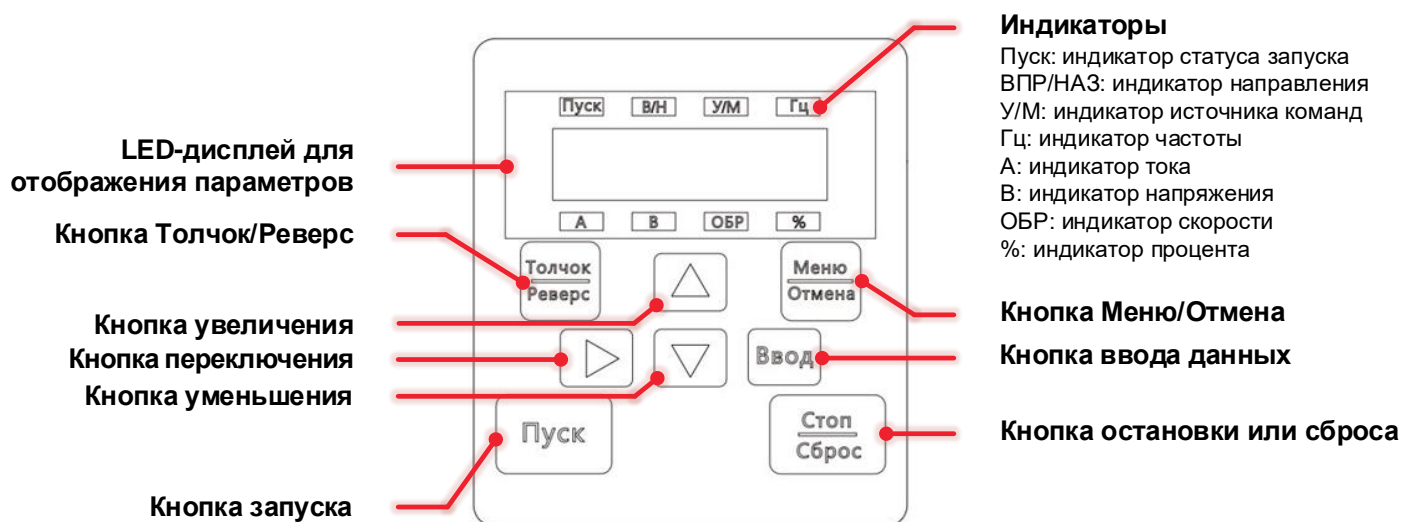 Индикаторы
Пуск: индикатор статуса запуска
ВПР/НАЗ: индикатор направления
У/М: индикатор источника команд
Гц: индикатор частоты
А: индикатор тока
В: индикатор напряжения
ОБР: индикатор скорости
%: индикатор процента
Пуск В/Н У/М Гц
LED-дисплей для
отображения параметров
А В ОБР %
Кнопка Толчок/Реверс
Толчок
Реверс
Меню
Отмена
Кнопка Меню/Отмена
Кнопка увеличения
Кнопка переключения
Кнопка уменьшения
Ввод
Кнопка ввода данных
Пуск
Стоп
Сброс
Кнопка остановки или сброса
Кнопка запуска